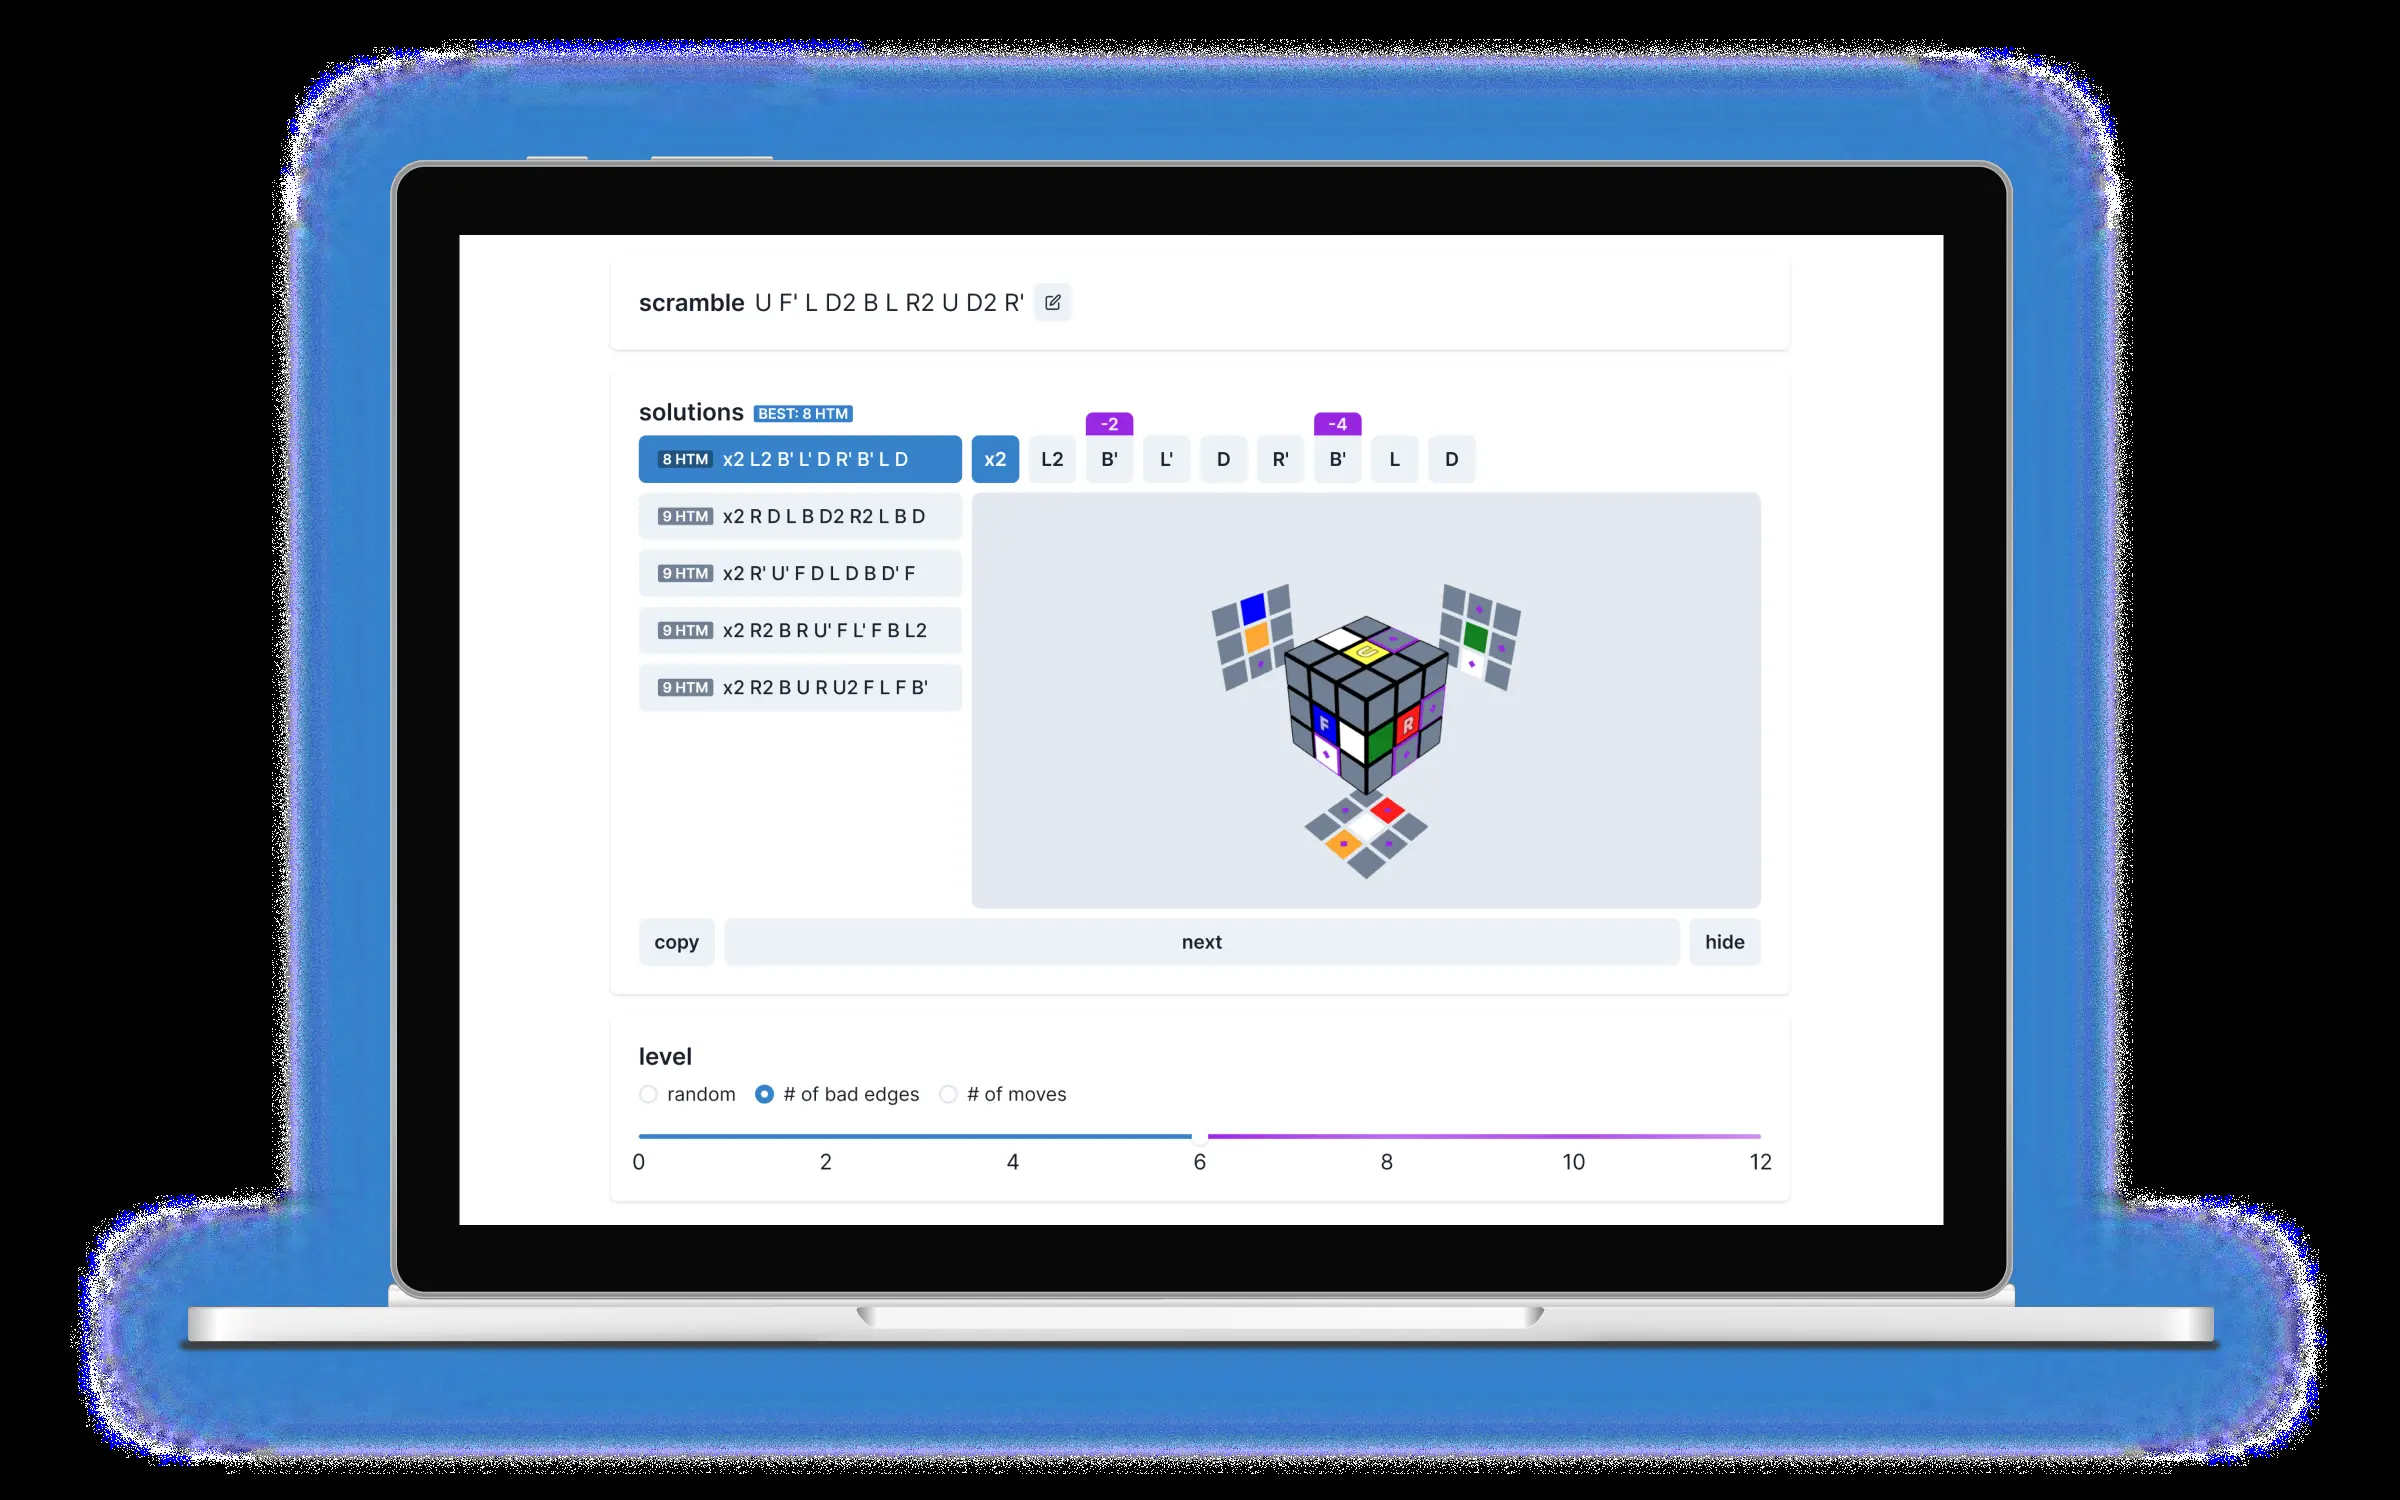 scramble U F' L D2 B L R2 U D2 R'
solutions BEST: 8 HTM
-2 -4
8 HTM x2 L2 B' L' D R' B' L D
x2 L2 B' L' D R' B' L D
9 HTM x2 R D L B D2 R2 L B D
9 HTM x2 R' U' F D L D B D' F
9 HTM x2 R2 B R U' F L' F B L2
9 HTM x2 R2 B U R U2 F L F B'
U
F R
copy next hide
level
random # of bad edges # of moves
0 2 4 6 8 10 12